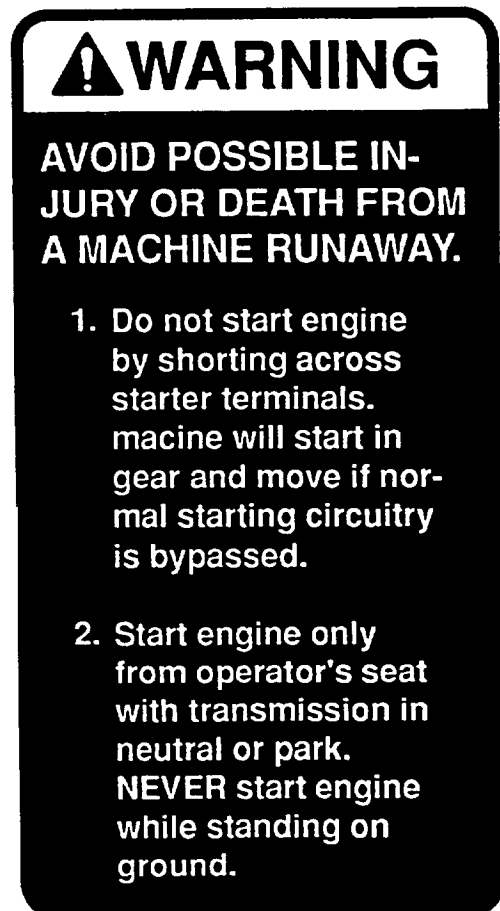 WARNING
AVOID POSSIBLE IN-
JURY OR DEATH FROM
A MACHINE RUNAWAY.
1. Do not start engine
by shorting across
starter terminals.
macine will start in
gear and move if nor-
mal starting circuitry
is bypassed.
2. Start engine only
from operator's seat
with transmission in
neutral or park.
NEVER start engine
while standing on
ground.